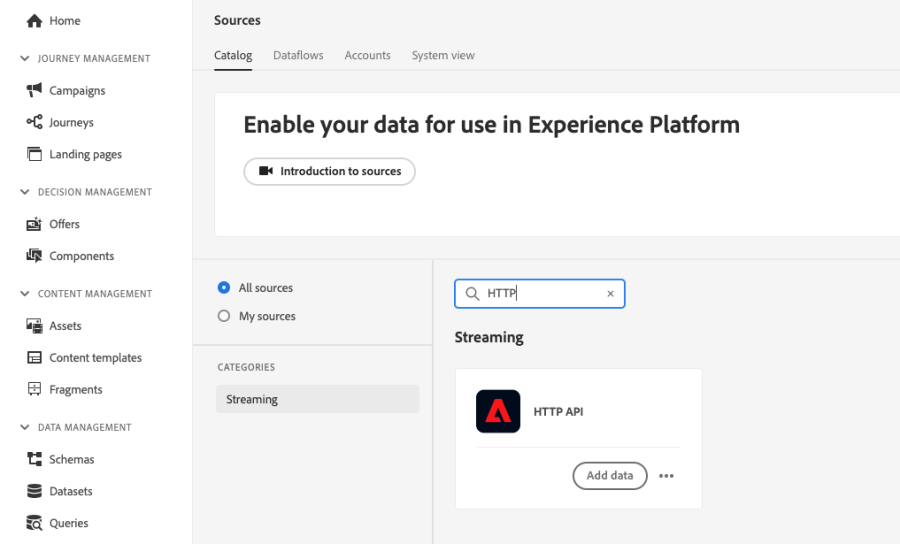 Home
JOURNEY MANAGEMENT
Campaigns
Journeys
Landing pages
DECISION MANAGEMENT
Offers
Components
CONTENT MANAGEMENT
Assets
Content templates
Fragments
DATA MANAGEMENT
Schemas
Datasets
Queries
Sources
Catalog Dataflows Accounts System view
Enable your data for use in Experience Platform
Introduction to sources
All sources
My sources
CATEGORIES
Streaming
HTTP
Streaming
HTTP API
Add data